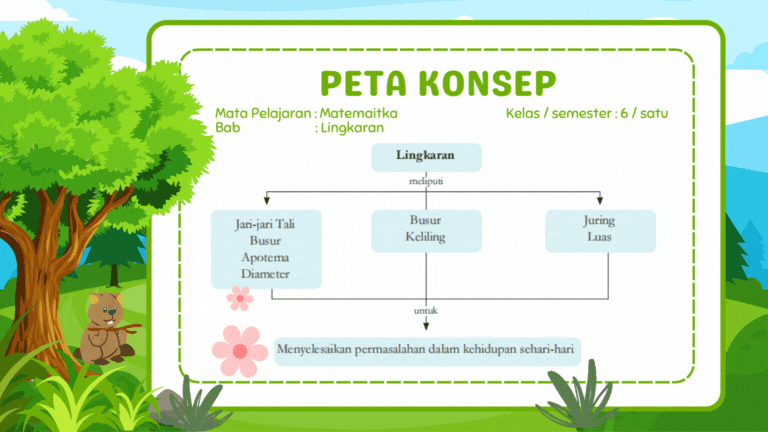 PETA KONSEP
Mata Pelajaran : Matemaitka
Kelas / semester : 6 / satu
Bab : Lingkaran
Lingkaran
meliputi
Jari-jari Tali
Busur
Apotema
Diameter
Busur
Keliling
Juring
Luas
untuk
Menyelesaikan permasalahan dalam kehidupan sehari-hari